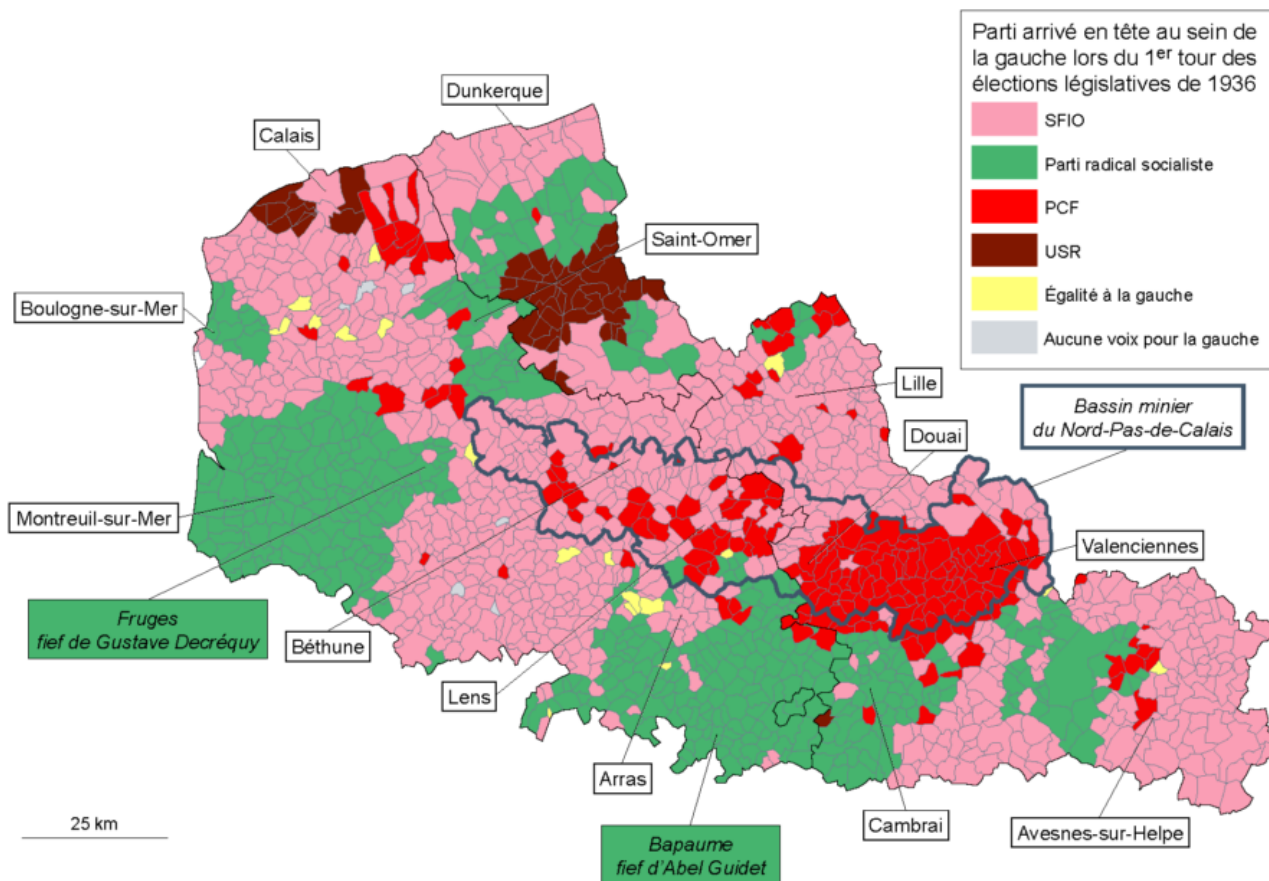 Parti arrivé en tête au sein de
la gauche lors du 1er tour des
élections législatives de 1936
SFIO
Parti radical socialiste
PCF
USR
Égalité à la gauche
Aucune voix pour la gauche
Dunkerque
Calais
Saint-Omer
Boulogne-sur-Mer
Lille
Bassin minier
du Nord-Pas-de-Calais
Douai
Montreuil-sur-Mer
Valenciennes
Fruges
fief de Gustave Decréquy
Béthune
Lens
Arras
Cambrai
Avesnes-sur-Helpe
25 km
Bapaume
fief d'Abel Guidet